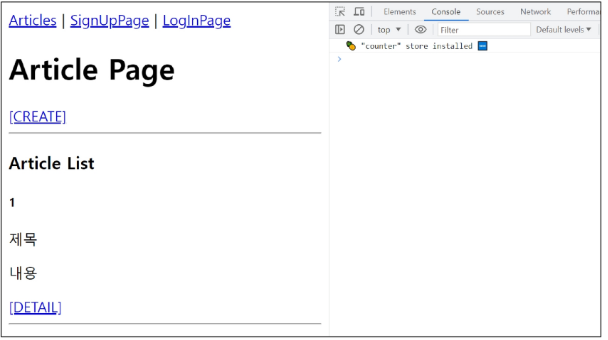 Articles | SignUpPage | LogInPage
Article Page
[CREATE]
Article List
1
제목
내용
[DETAIL]
Elements Console Sources Network Performa
top ▼ Filter Default levels ▼
🍍 "counter" store installed 🆕
>